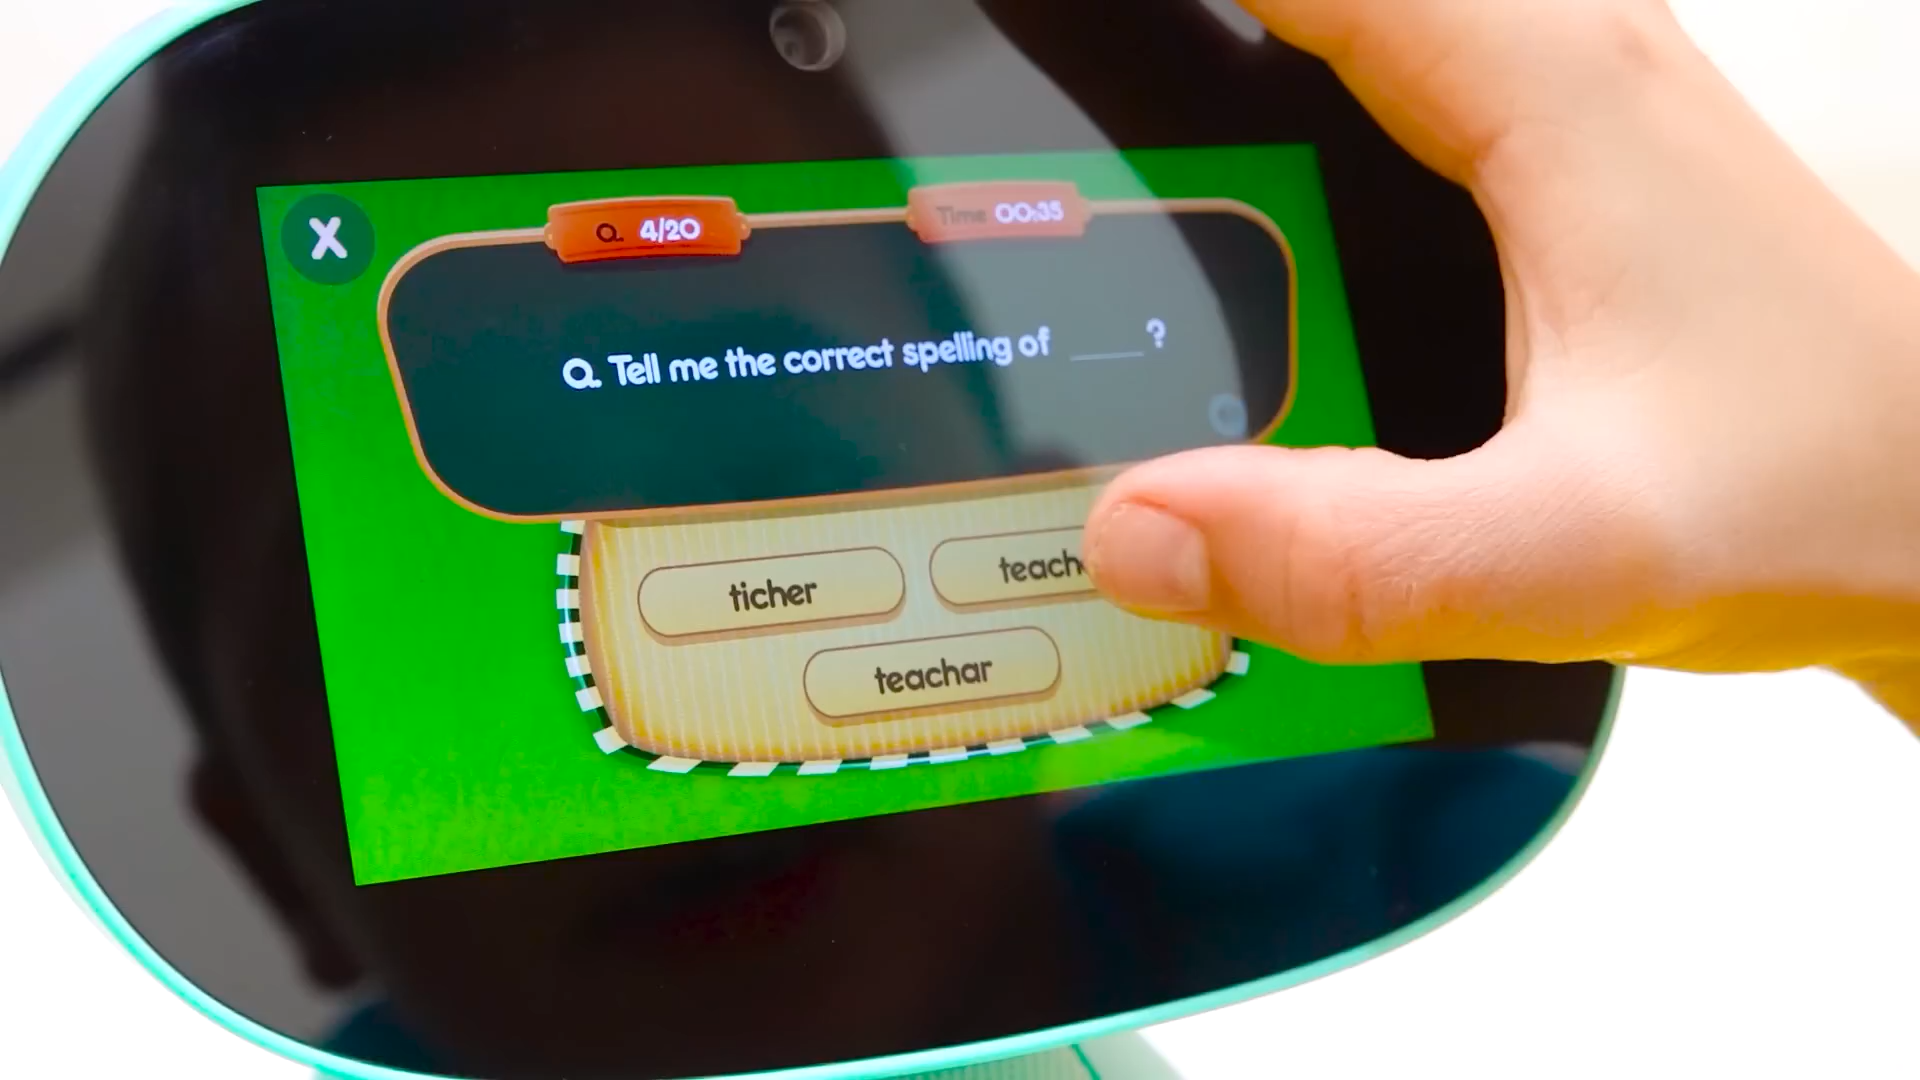 X
Q. 4/20
Time 00:35
Q. Tell me the correct spelling of ____?
ticher
teach
teachar